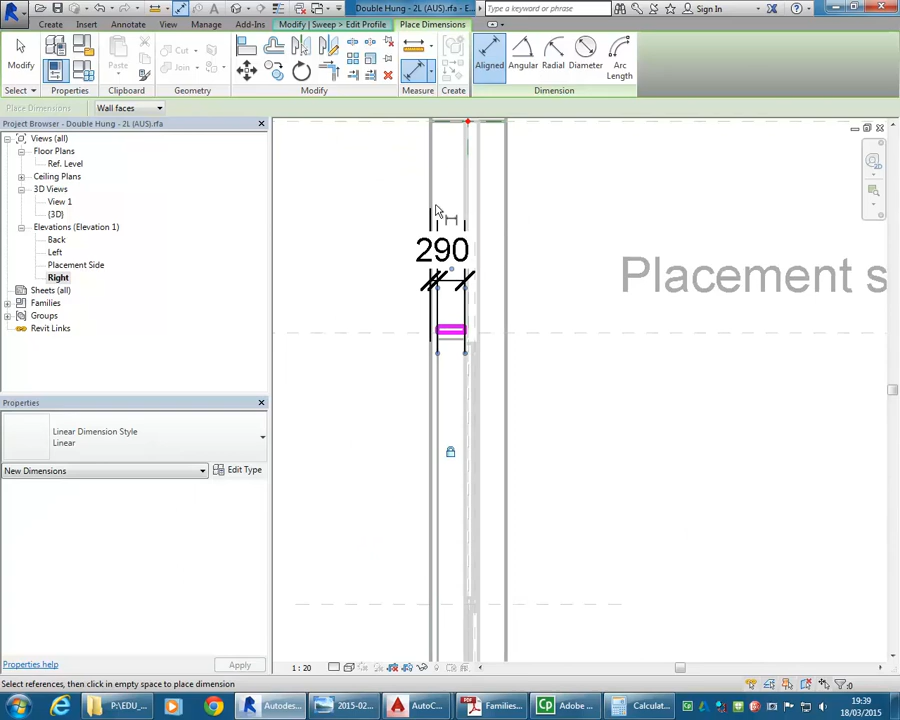 Double Hung - 2L (AUS).rfa - E...
Type a keyword or phrase
Sign In
Create
Insert
Annotate
View
Manage
Add-Ins
Modify | Sweep > Edit Profile
Place Dimensions
Modify
Paste
Cut
Join
Aligned
Angular
Radial
Diameter
Arc
Length
Select
Properties
Clipboard
Geometry
Modify
Measure
Create
Dimension
Place Dimensions
Wall faces
Project Browser - Double Hung - 2L (AUS).rfa
Views (all)
Floor Plans
Ref. Level
Ceiling Plans
3D Views
View 1
{3D}
Elevations (Elevation 1)
Back
Left
Placement Side
Right
Sheets (all)
Families
Groups
Revit Links
290
Placement s
Properties
Linear Dimension Style
Linear
New Dimensions
Edit Type
Properties help
Apply
1 : 20
Select references, then click in empty space to place dimension
:0
P:\EDU_...
Autodes...
2015-02...
AutoC...
Families...
Adobe ...
Calculat...
19:39
18/03/2015